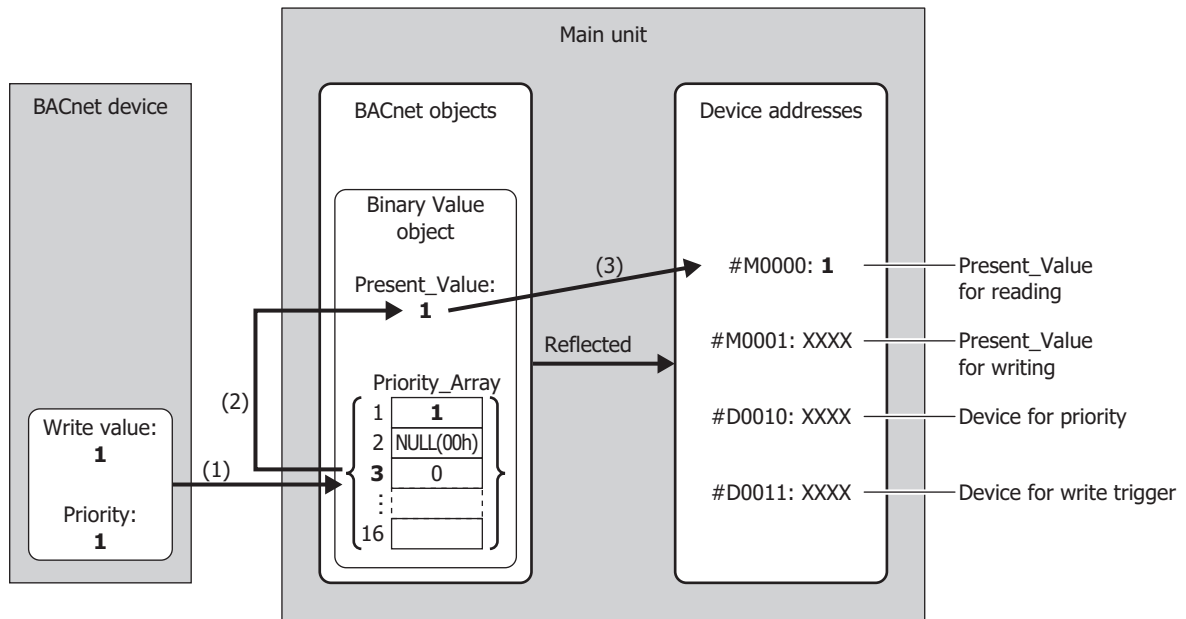 Main unit
BACnet device
BACnet objects
Device addresses
Binary Value
object
(3)
#M0000: 1
Present_Value
for reading
Present_Value:
1
Reflected
#M0001: XXXX
Present_Value
for writing
Priority_Array
(2)
1
1
#D0010: XXXX
Device for priority
Write value:
1
2
NULL(00h)
(1)
3
0
#D0011: XXXX
Device for write trigger
Priority:
1
:
16